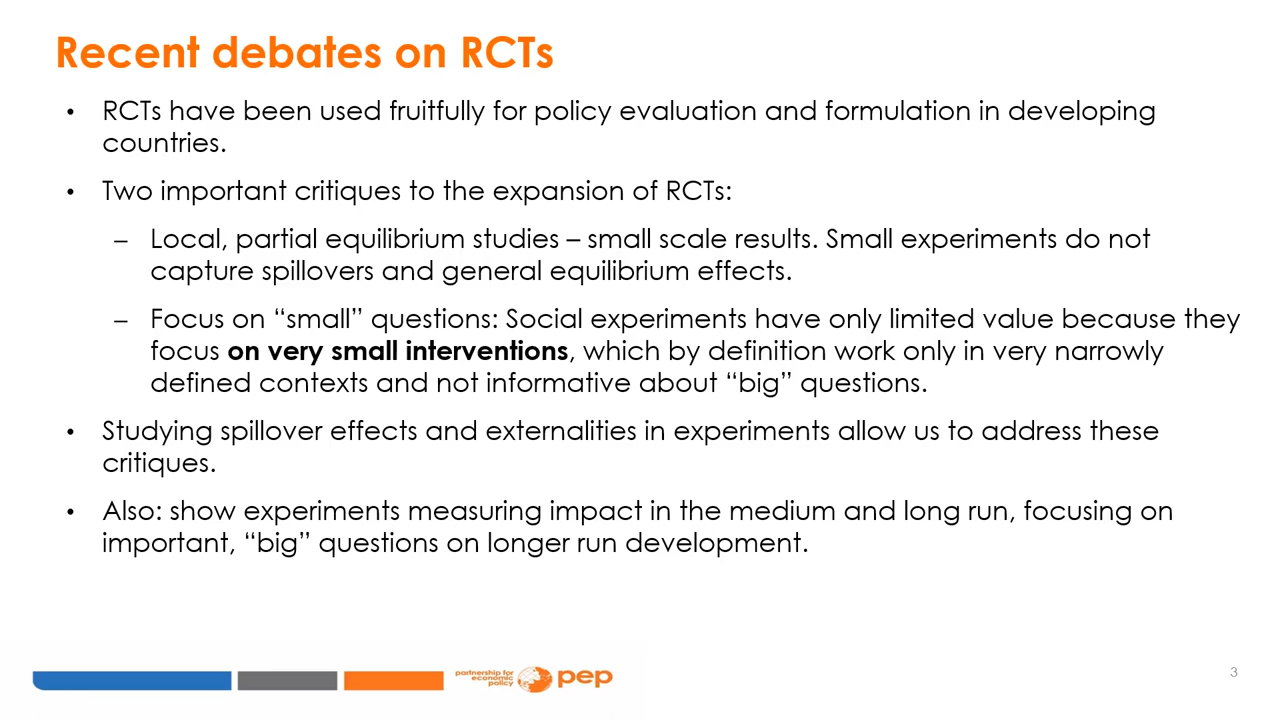 Recent debates on RCTs
• RCTs have been used fruitfully for policy evaluation and formulation in developing
countries.
• Two important critiques to the expansion of RCTs:
– Local, partial equilibrium studies – small scale results. Small experiments do not
capture spillovers and general equilibrium effects.
– Focus on “small” questions: Social experiments have only limited value because they
focus on very small interventions, which by definition work only in very narrowly
defined contexts and not informative about “big” questions.
• Studying spillover effects and externalities in experiments allow us to address these
critiques.
• Also: show experiments measuring impact in the medium and long run, focusing on
important, “big” questions on longer run development.
partnership for
economic
policy
pep
3